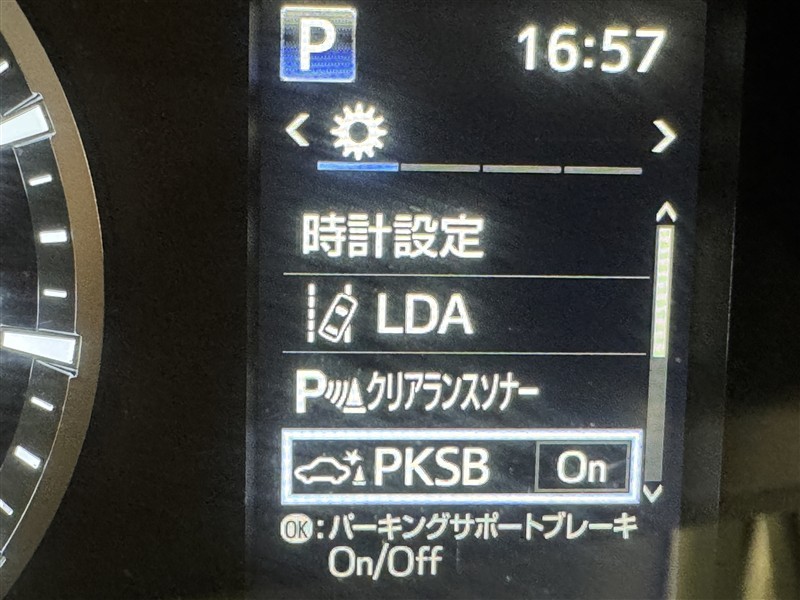 P 16:57
時計設定
LDA
Pクリアランスソナー
PKSB On
OK:パーキングサポートブレーキ
On/Off